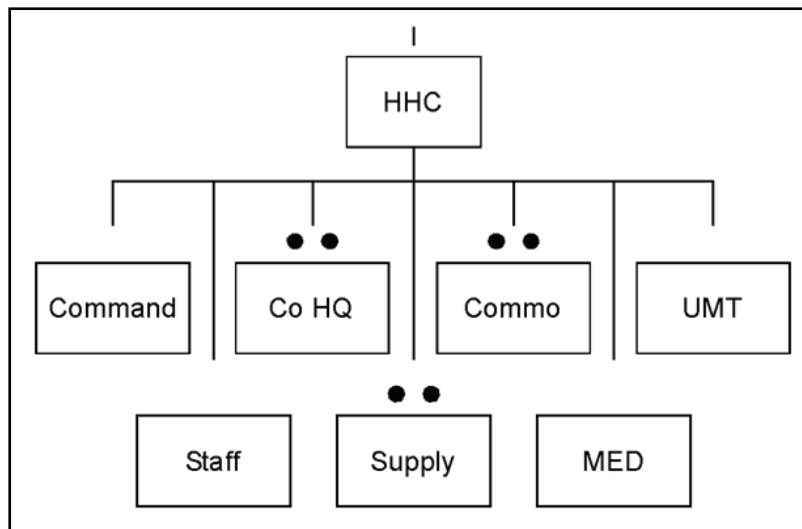 HHC
Command
Co HQ
Commo
UMT
Staff
Supply
MED